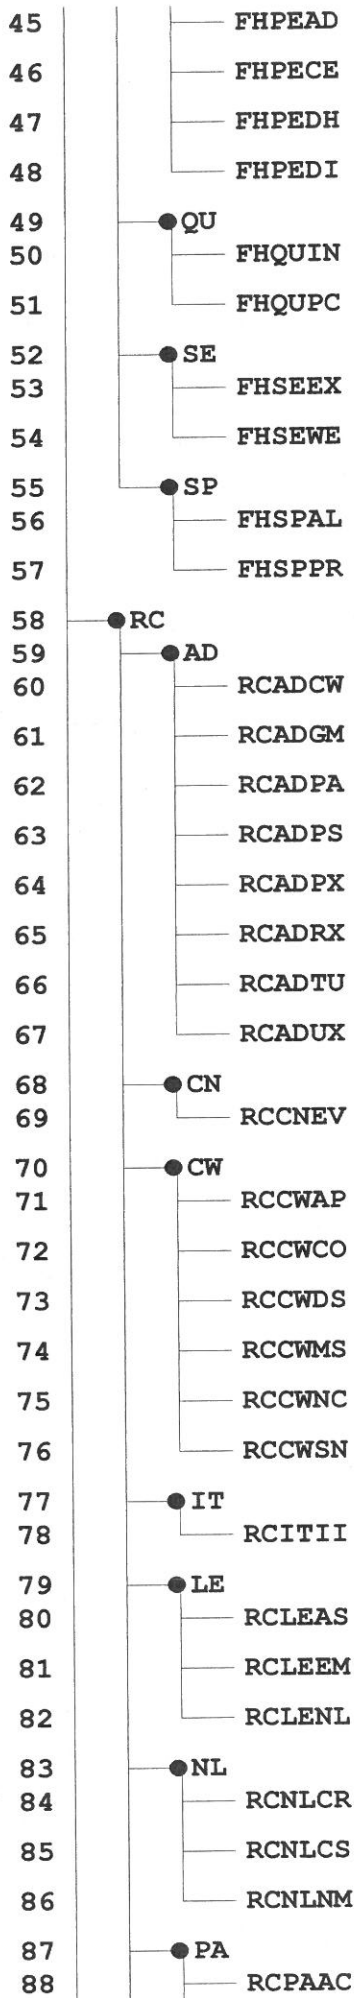 45 FHPEAD
46 FHPECE
47 FHPEDH
48 FHPEDI
49 QU
50 FHQUIN
51 FHQUPC
52 SE
53 FHSEEX
54 FHSEWE
55 SP
56 FHSPAL
57 FHSPPR
58 RC
59 AD
60 RCADCW
61 RCADGM
62 RCADPA
63 RCADPS
64 RCADPX
65 RCADRX
66 RCADTU
67 RCADUX
68 CN
69 RCCNEV
70 CW
71 RCCWAP
72 RCCWCO
73 RCCWDS
74 RCCWMS
75 RCCWNC
76 RCCWSN
77 IT
78 RCITII
79 LE
80 RCLEAS
81 RCLEEM
82 RCLENL
83 NL
84 RCNLCR
85 RCNLCS
86 RCNLNM
87 PA
88 RCPAAC